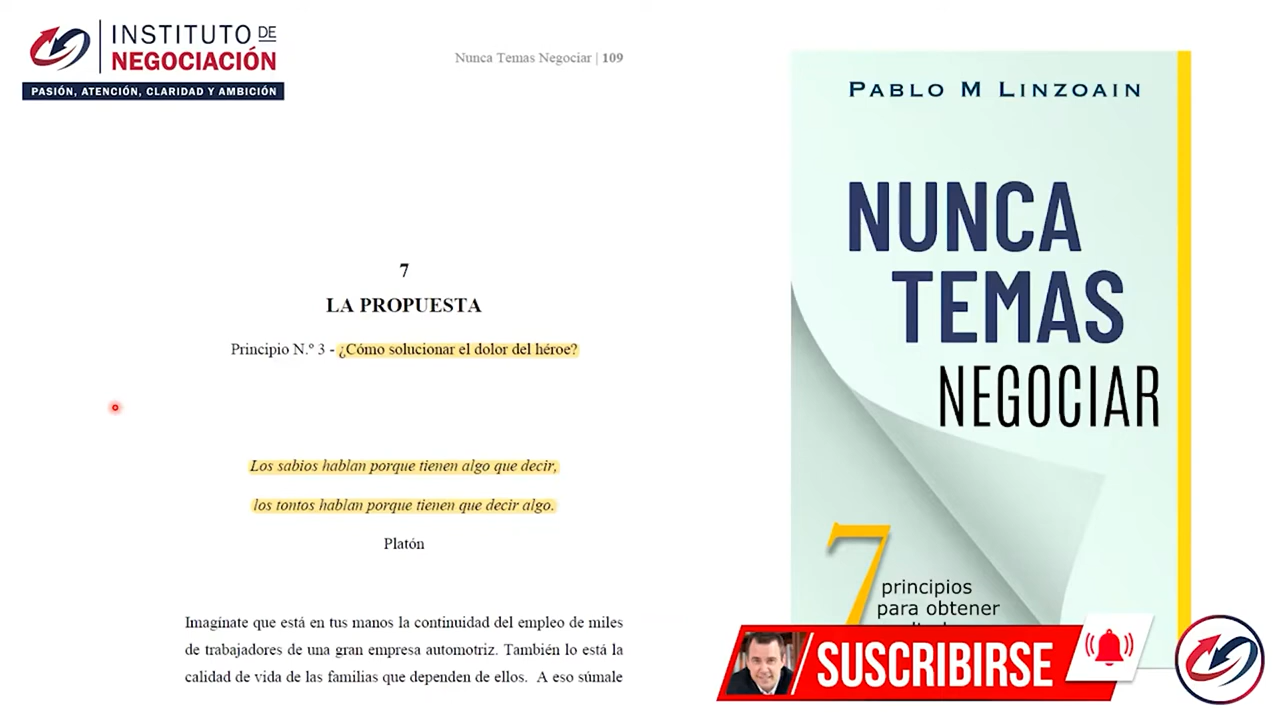 INSTITUTO DE
NEGOCIACIÓN
PASIÓN, ATENCIÓN, CLARIDAD Y AMBICIÓN
Nunca Temas Negociar | 109
7
LA PROPUESTA
Principio N.º 3 - ¿Cómo solucionar el dolor del héroe?
Los sabios hablan porque tienen algo que decir,
los tontos hablan porque tienen que decir algo.
Platón
Imagínate que está en tus manos la continuidad del empleo de miles
de trabajadores de una gran empresa automotriz. También lo está la
calidad de vida de las familias que dependen de ellos. A eso súmale
PABLO M LINZOAIN
NUNCA
TEMAS
NEGOCIAR
7
principios
para obtener
SUSCRIBIRSE